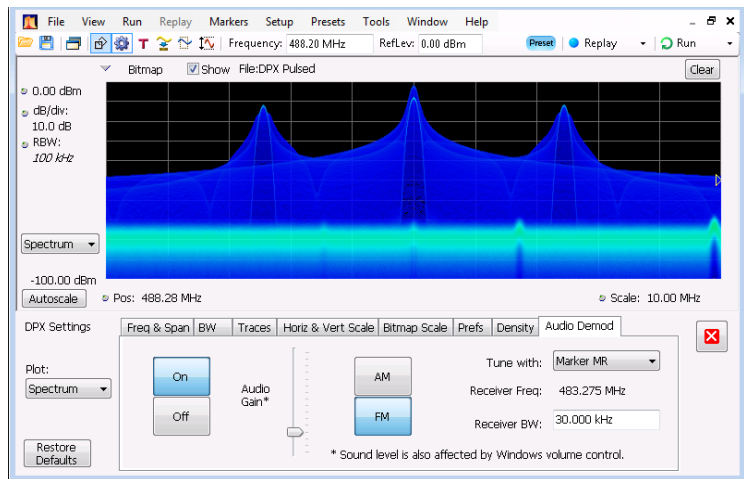 File View Run Replay Markers Setup Presets Tools Window Help
T Frequency: 488.20 MHz RefLev: 0.00 dBm Preset Replay Run
Bitmap Show File:DPX Pulsed Clear
0.00 dBm
dB/div:
10.0 dB
RBW:
100 kHz
Spectrum
-100.00 dBm
Autoscale Pos: 488.28 MHz Scale: 10.00 MHz
DPX Settings Freq & Span BW Traces Horiz & Vert Scale Bitmap Scale Prefs Density Audio Demod
Plot:
Spectrum
On
Off
Audio
Gain*
AM
FM
Tune with: Marker MR
Receiver Freq: 483.275 MHz
Receiver BW: 30.000 kHz
Restore
Defaults
* Sound level is also affected by Windows volume control.